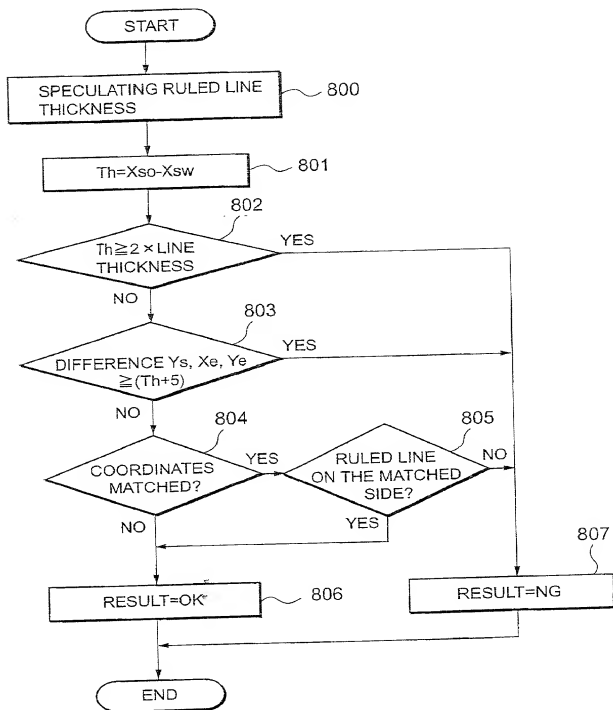 START
SPECULATING RULED LINE
THICKNESS
800
Th=Xso-Xsw
801
802
Th≧2×LINE
THICKNESS
YES
NO
803
DIFFERENCE Ys, Xe, Ye
≧(Th+5)
YES
NO
804
COORDINATES
MATCHED?
YES
NO
805
RULED LINE
ON THE MATCHED
SIDE?
NO
YES
RESULT=OK
806
807
RESULT=NG
END